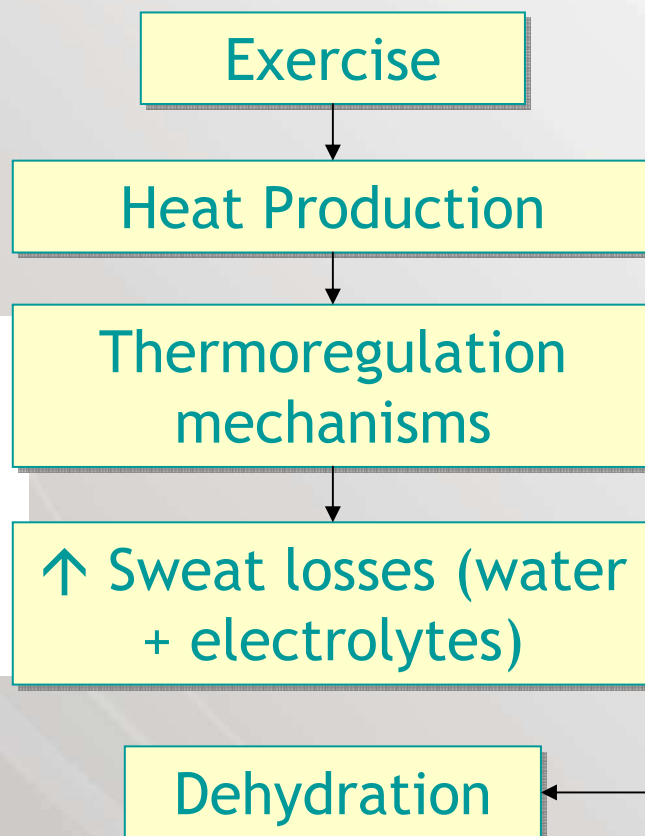 Exercise
Heat Production
Thermoregulation
mechanisms
↑ Sweat losses (water
+ electrolytes)
Dehydration